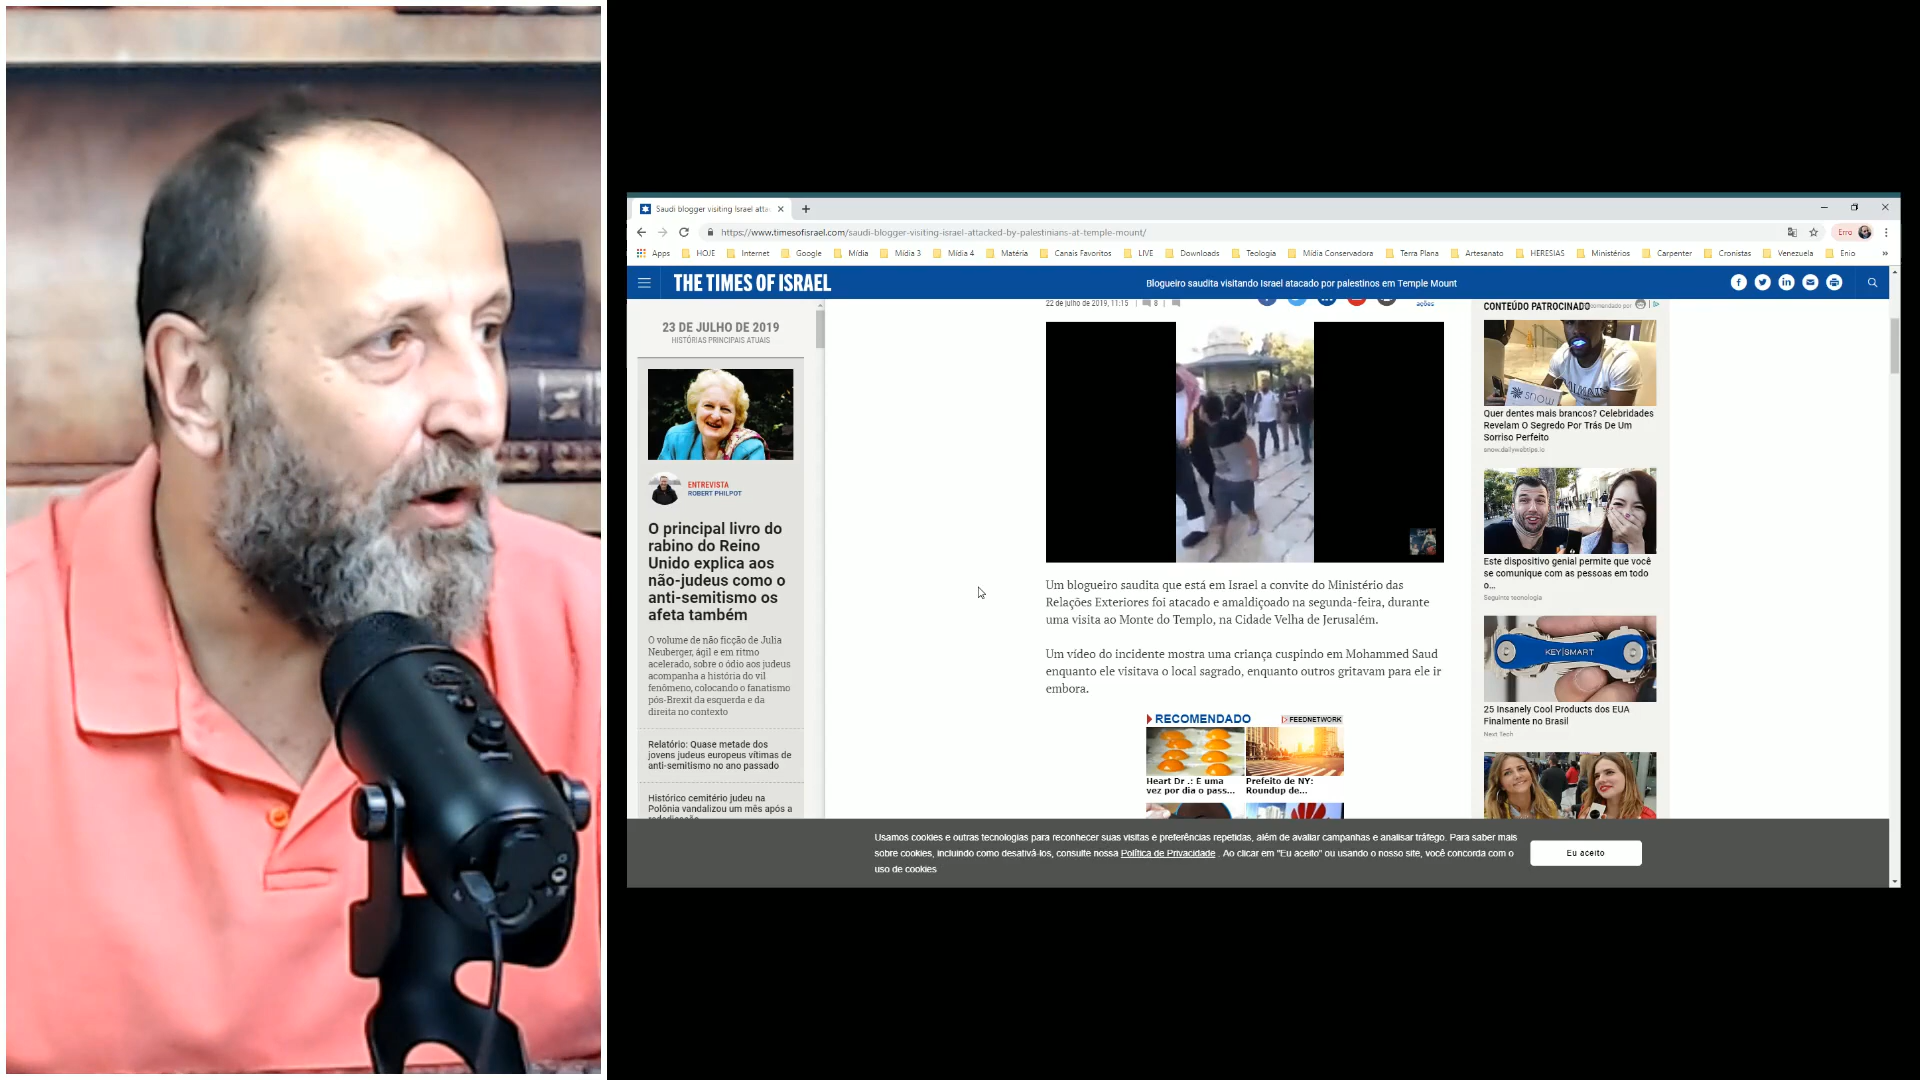 Saudi blogger visiting Israel atta
https://www.timesofisrael.com/saudi-blogger-visiting-israel-attacked-by-palestinians-at-temple-mount/
Erro
Apps
HOJE
Internet
Google
Mídia
Mídia 3
Mídia 4
Matéria
Canais Favoritos
LIVE
Downloads
Teologia
Mídia Conservadora
Terra Plana
Artesanato
HERESIAS
Ministérios
Carpenter
Cronistas
Venezuela
Enio
THE TIMES OF ISRAEL
Blogueiro saudita visitando Israel atacado por palestinos em Temple Mount
23 DE JULHO DE 2019
HISTÓRIAS PRINCIPAIS ATUAIS
ENTREVISTA
ROBERT PHILPOT
O principal livro do
rabino do Reino
Unido explica aos
não-judeus como o
anti-semitismo os
afeta também
O volume de não ficção de Julia
Neuberger, ágil e em ritmo
acelerado, sobre o ódio aos judeus
acompanha a história do vil
fenômeno, colocando o fanatismo
pós-Brexit da esquerda e da
direita no contexto
Relatório: Quase metade dos
jovens judeus europeus vítimas de
anti-semitismo no ano passado
Histórico cemitério judeu na
Polônia vandalizou um mês após a
22 de julho de 2019, 11:15
8
ações
Um blogueiro saudita que está em Israel a convite do Ministério das
Relações Exteriores foi atacado e amaldiçoado na segunda-feira, durante
uma visita ao Monte do Templo, na Cidade Velha de Jerusalém.
Um vídeo do incidente mostra uma criança cuspindo em Mohammed Saud
enquanto ele visitava o local sagrado, enquanto outros gritavam para ele ir
embora.
RECOMENDADO
FEEDNETWORK
Heart Dr .: É uma
vez por dia o pass...
Prefeito de NY:
Roundup de...
CONTEÚDO PATROCINADO
snow
Quer dentes mais brancos? Celebridades
Revelam O Segredo Por Trás De Um
Sorriso Perfeito
snow.dailywebtips.io
Este dispositivo genial permite que você
se comunique com as pessoas em todo
o...
Seguinte tecnologia
KEY|SMART
25 Insanely Cool Products dos EUA
Finalmente no Brasil
Next Tech
Usamos cookies e outras tecnologias para reconhecer suas visitas e preferências repetidas, além de avaliar campanhas e analisar tráfego. Para saber mais
sobre cookies, incluindo como desativá-los, consulte nossa Política de Privacidade . Ao clicar em "Eu aceito" ou usando o nosso site, você concorda com o
uso de cookies
Eu aceito